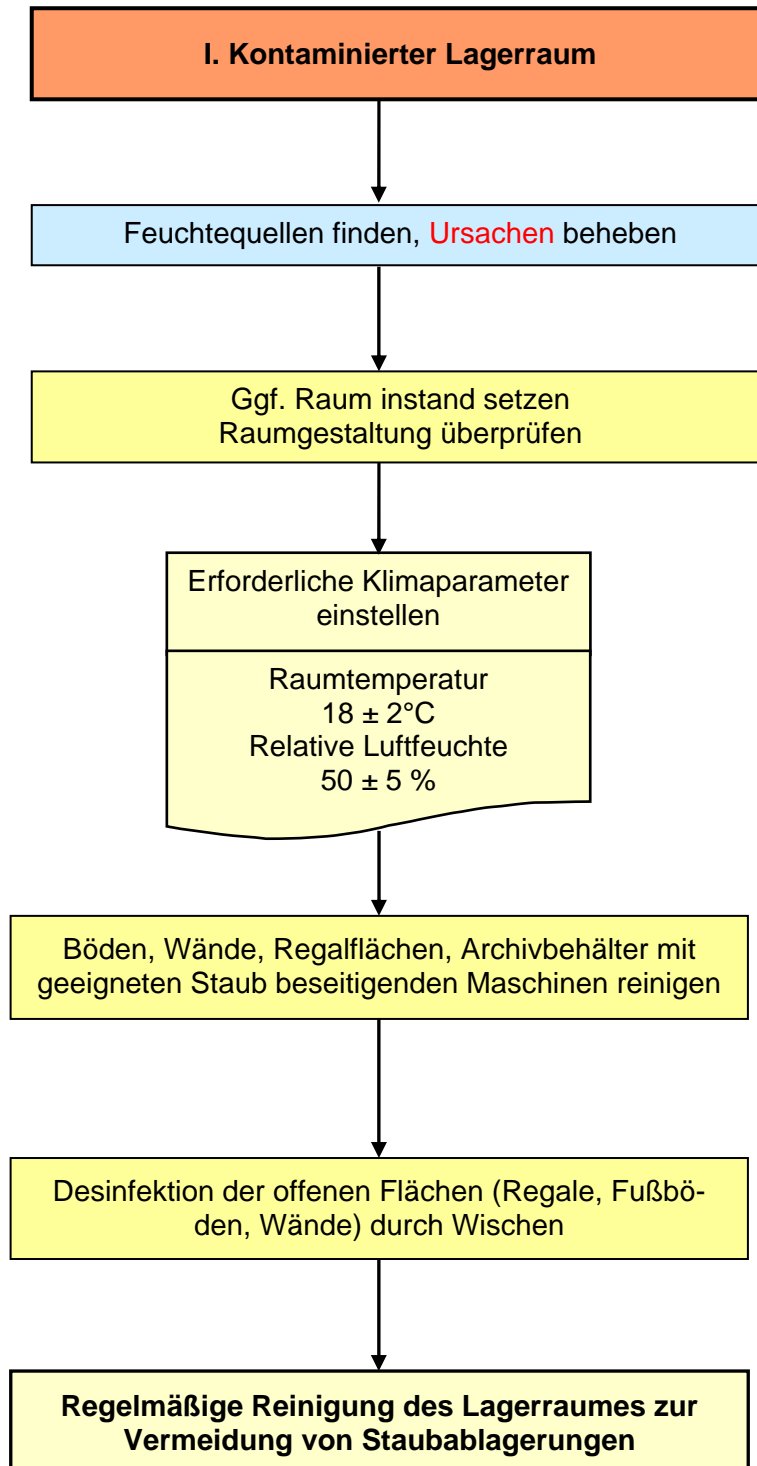 I. Kontaminierter Lagerraum
Feuchtequellen finden, Ursachen beheben
Ggf. Raum instand setzen
Raumgestaltung überprüfen
Erforderliche Klimaparameter
einstellen
Raumtemperatur
18 ± 2°C
Relative Luftfeuchte
50 ± 5 %
Böden, Wände, Regalflächen, Archivbehälter mit
geeigneten Staub beseitigenden Maschinen reinigen
Desinfektion der offenen Flächen (Regale, Fußbö-
den, Wände) durch Wischen
Regelmäßige Reinigung des Lagerraumes zur
Vermeidung von Staubablagerungen